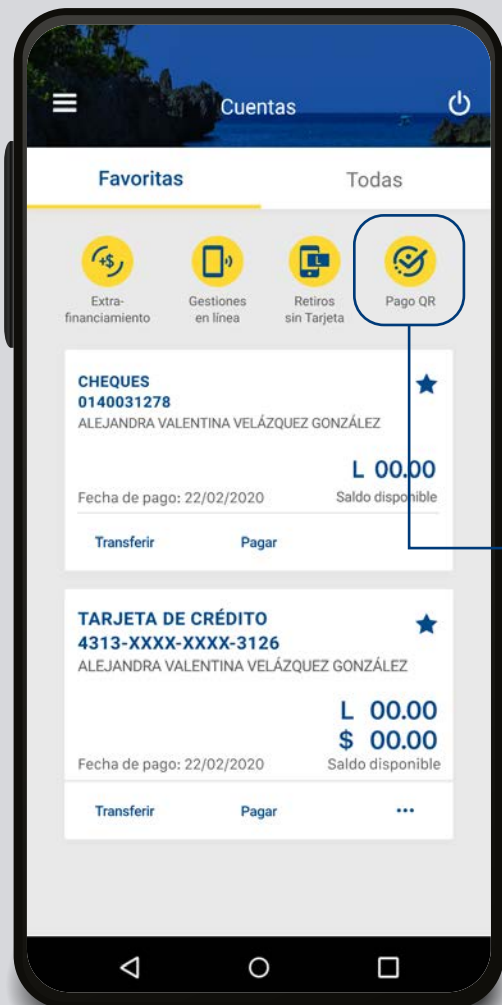 Cuentas
Favoritas Todas
+$ L
Extra- Gestiones Retiros Pago QR
financiamiento en línea sin Tarjeta
CHEQUES
0140031278
ALEJANDRA VALENTINA VELÁZQUEZ GONZÁLEZ
L 00.00
Fecha de pago: 22/02/2020 Saldo disponible
Transferir Pagar
TARJETA DE CRÉDITO
4313-XXXX-XXXX-3126
ALEJANDRA VALENTINA VELÁZQUEZ GONZÁLEZ
L 00.00
$ 00.00
Fecha de pago: 22/02/2020 Saldo disponible
Transferir Pagar ...